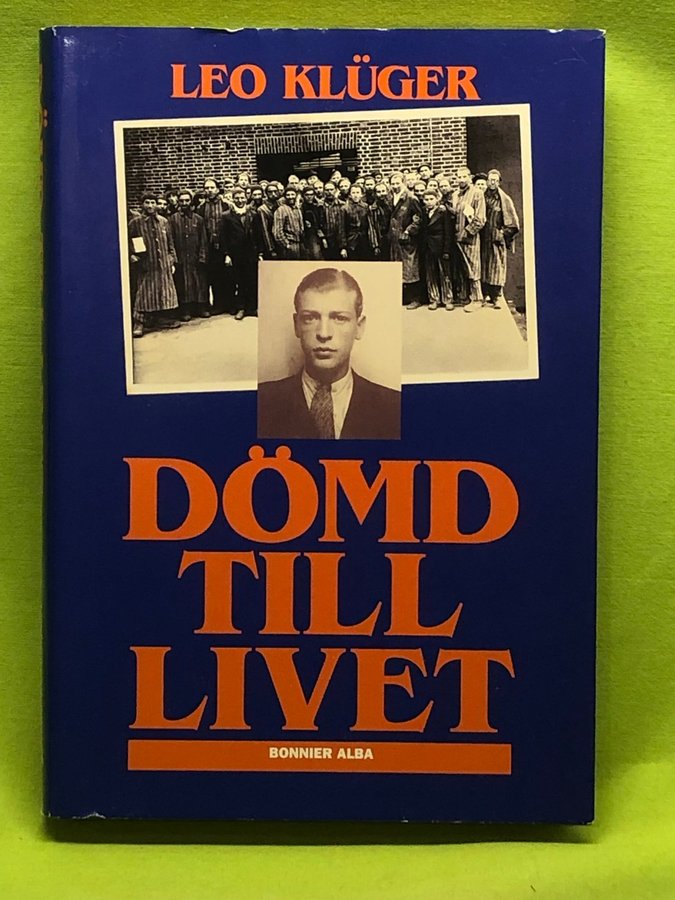 LEO KLÜGER
DÖMD
TILL
LIVET
BONNIER ALBA